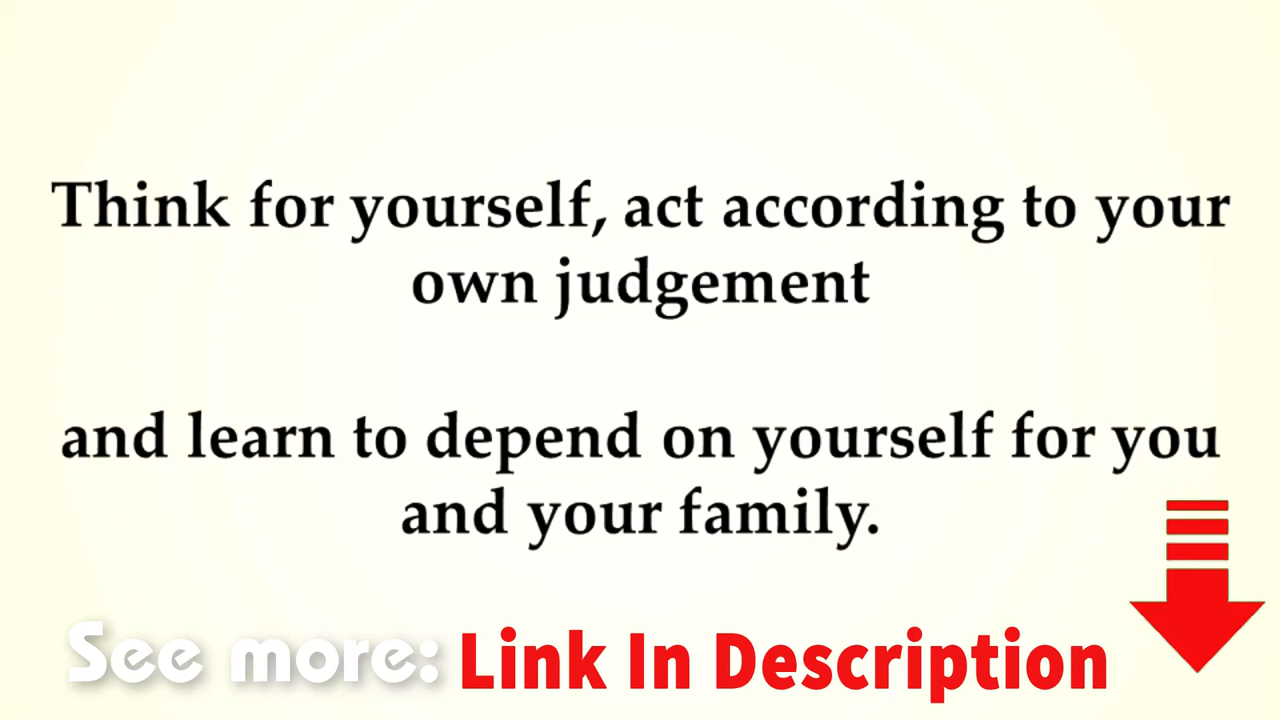 Think for yourself, act according to your
own judgement
and learn to depend on yourself for you
and your family.
See more: Link In Description